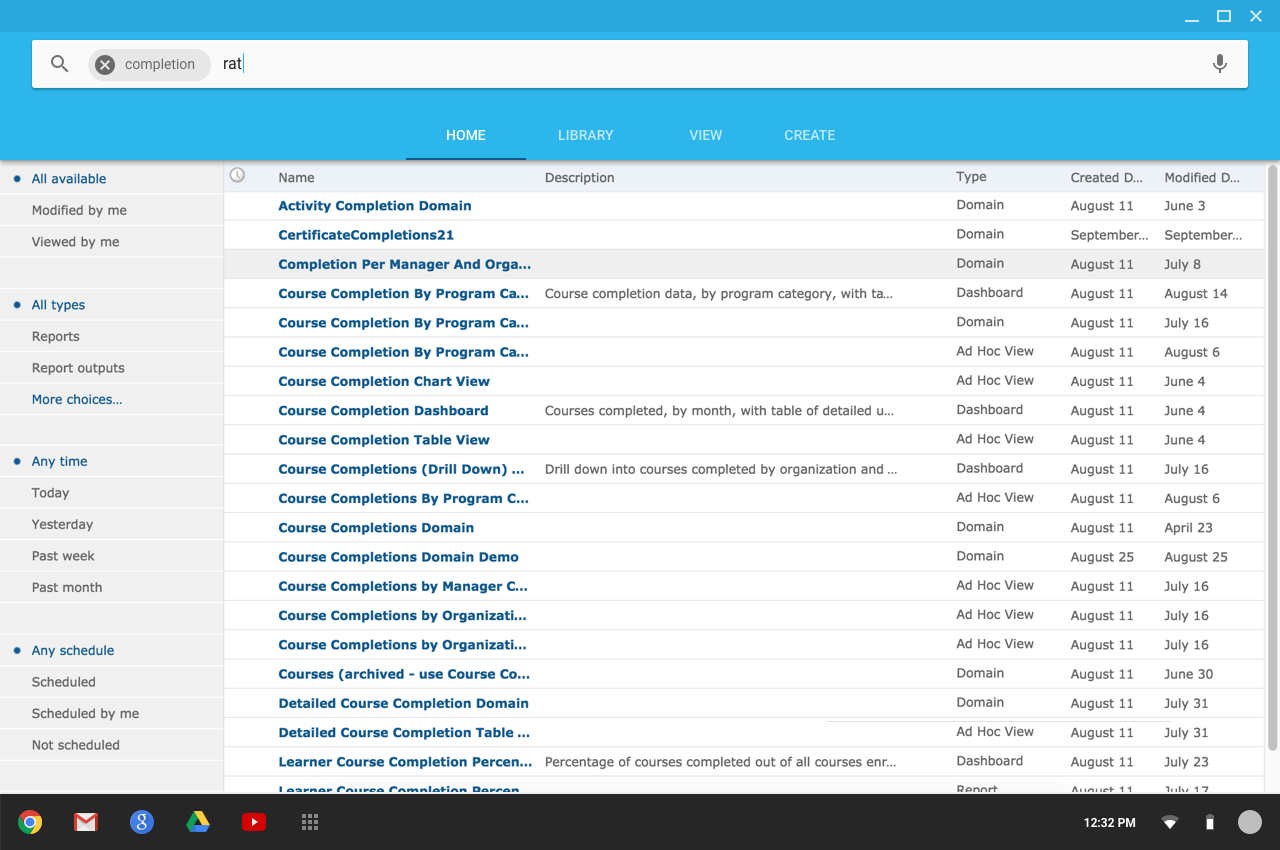 completion rat
HOME LIBRARY VIEW CREATE
All available
Modified by me
Viewed by me
All types
Reports
Report outputs
More choices...
Any time
Today
Yesterday
Past week
Past month
Any schedule
Scheduled
Scheduled by me
Not scheduled
Name Description Type Created D... Modified D...
Activity Completion Domain Domain August 11 June 3
CertificateCompletions21 Domain September... September...
Completion Per Manager And Orga... Domain August 11 July 8
Course Completion By Program Ca... Course completion data, by program category, with ta... Dashboard August 11 August 14
Course Completion By Program Ca... Domain August 11 July 16
Course Completion By Program Ca... Ad Hoc View August 11 August 6
Course Completion Chart View Ad Hoc View August 11 June 4
Course Completion Dashboard Courses completed, by month, with table of detailed u... Dashboard August 11 June 4
Course Completion Table View Ad Hoc View August 11 June 4
Course Completions (Drill Down) ... Drill down into courses completed by organization and ... Dashboard August 11 July 16
Course Completions By Program C... Ad Hoc View August 11 August 6
Course Completions Domain Domain August 11 April 23
Course Completions Domain Demo Domain August 25 August 25
Course Completions by Manager C... Ad Hoc View August 11 July 16
Course Completions by Organizati... Ad Hoc View August 11 July 16
Course Completions by Organizati... Ad Hoc View August 11 July 16
Courses (archived - use Course Co... Domain August 11 June 30
Detailed Course Completion Domain Domain August 11 July 31
Detailed Course Completion Table ... Ad Hoc View August 11 July 31
Learner Course Completion Percen... Percentage of courses completed out of all courses enr... Dashboard August 11 July 23
Learner Course Completion Percen... Report August 11 July 17
8
12:32 PM